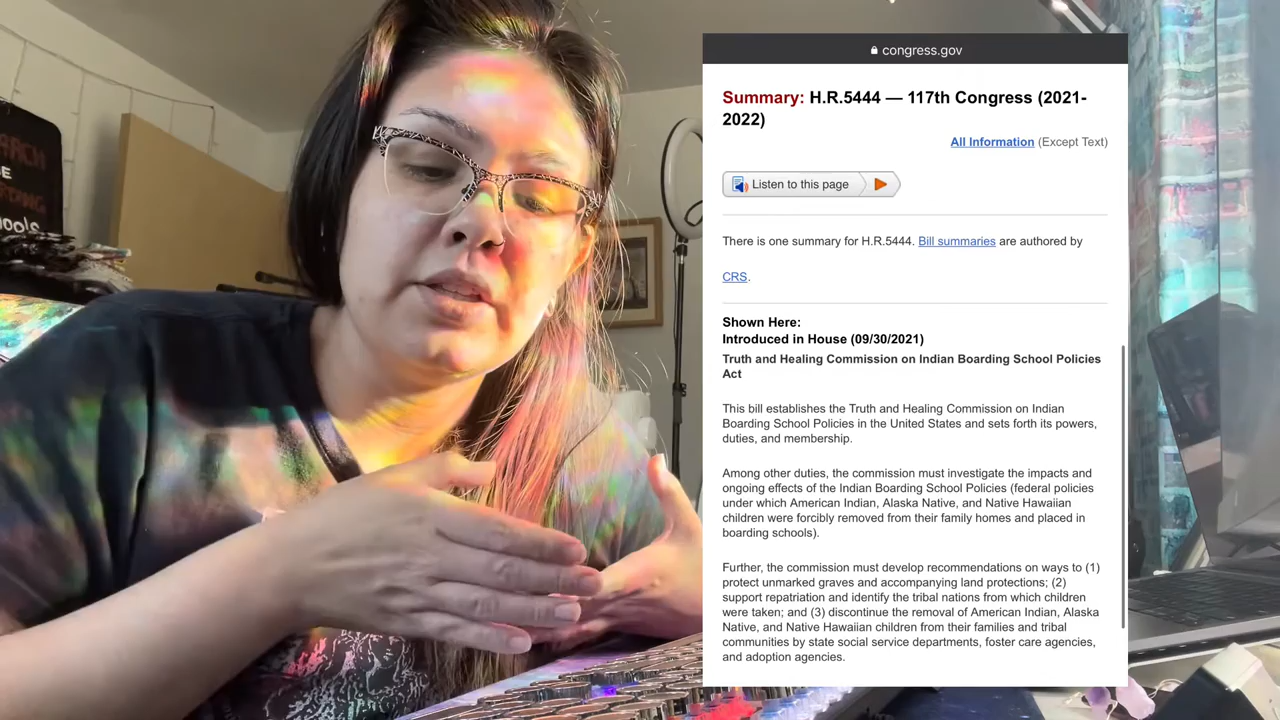 ARCH
congress.gov
Summary: H.R.5444 — 117th Congress (2021-
2022)
All Information (Except Text)
Listen to this page
There is one summary for H.R.5444. Bill summaries are authored by
CRS.
Shown Here:
Introduced in House (09/30/2021)
Truth and Healing Commission on Indian Boarding School Policies
Act
This bill establishes the Truth and Healing Commission on Indian
Boarding School Policies in the United States and sets forth its powers,
duties, and membership.
Among other duties, the commission must investigate the impacts and
ongoing effects of the Indian Boarding School Policies (federal policies
under which American Indian, Alaska Native, and Native Hawaiian
children were forcibly removed from their family homes and placed in
boarding schools).
Further, the commission must develop recommendations on ways to (1)
protect unmarked graves and accompanying land protections; (2)
support repatriation and identify the tribal nations from which children
were taken; and (3) discontinue the removal of American Indian, Alaska
Native, and Native Hawaiian children from their families and tribal
communities by state social service departments, foster care agencies,
and adoption agencies.